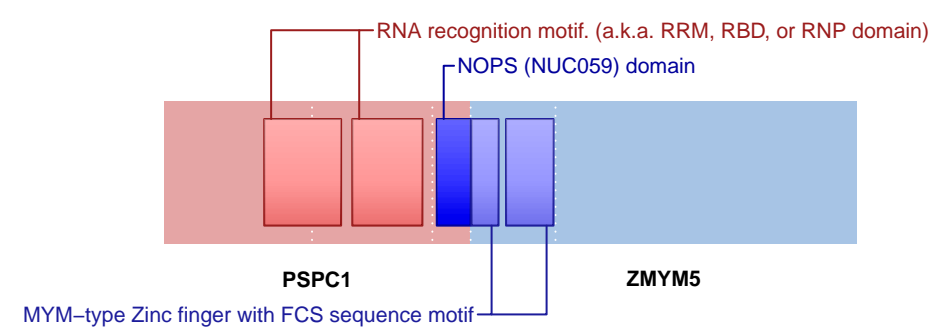 RNA recognition motif. (a.k.a. RRM, RBD, or RNP domain)
NOPS (NUC059) domain
PSPC1
ZMYM5
MYM−type Zinc finger with FCS sequence motif